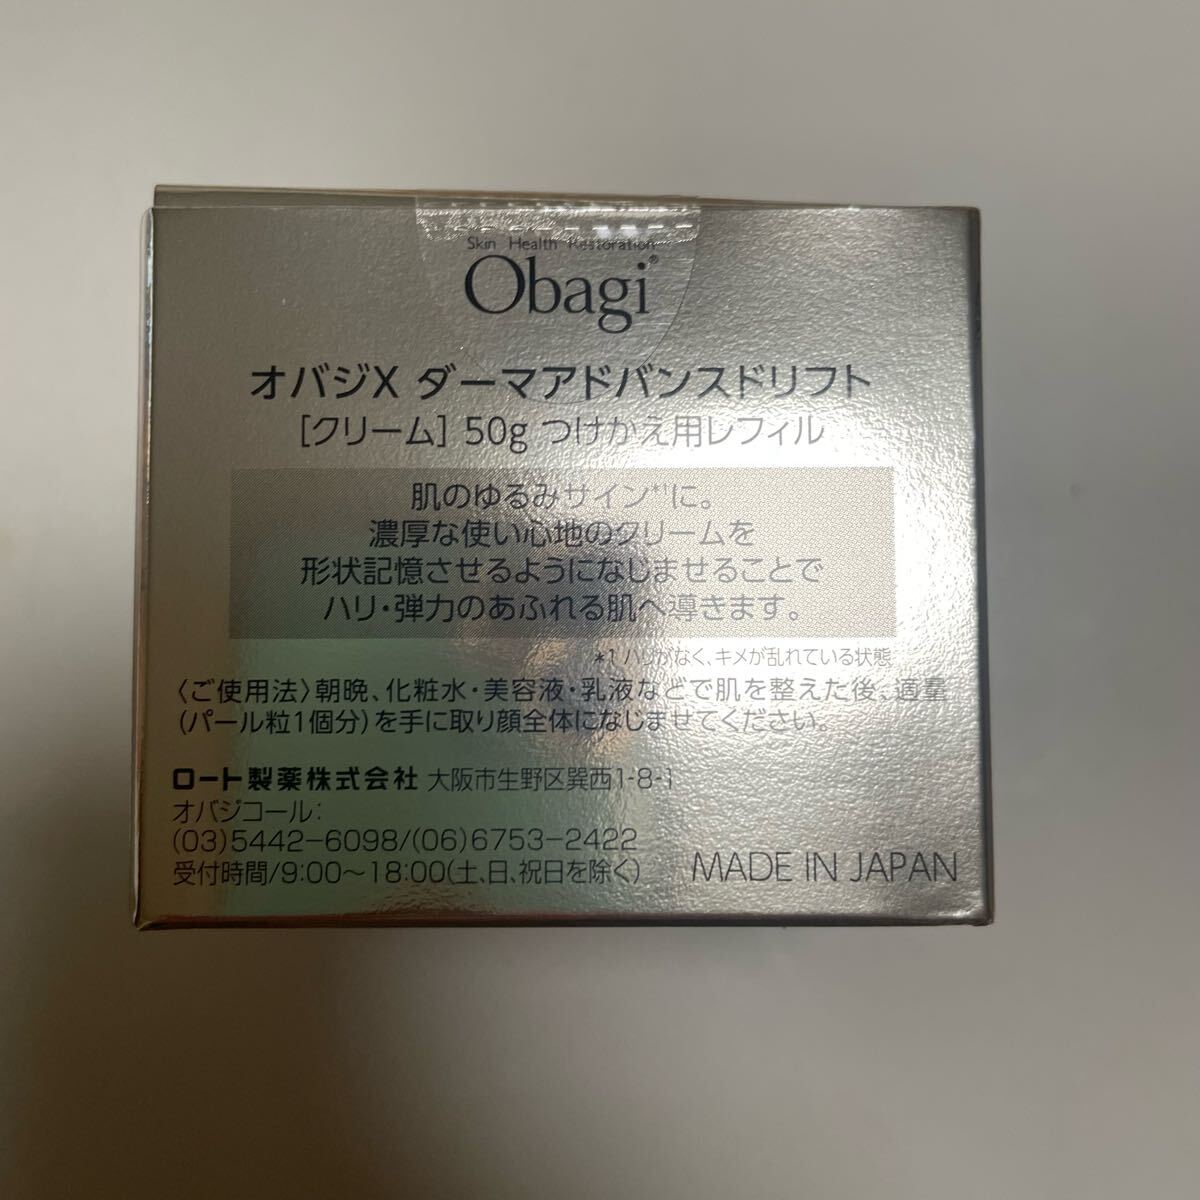 Skin Health Restoration
Obagi®
オバジX ダーマアドバンスドリフト
[クリーム] 50g つけかえ用レフィル
肌のゆるみサイン*1に。
濃厚な使い心地のクリームを
形状記憶させるようになじませることで
ハリ・弾力のあふれる肌へ導きます。
*1 ハリがなく、キメが乱れている状態
〈ご使用法〉朝晩、化粧水・美容液・乳液などで肌を整えた後、適量
(パール粒1個分)を手に取り顔全体になじませてください。
ロート製薬株式会社 大阪市生野区巽西1-8-1
オバジコール:
(03)5442-6098/(06)6753-2422
受付時間/9:00〜18:00(土、日、祝日を除く)
MADE IN JAPAN